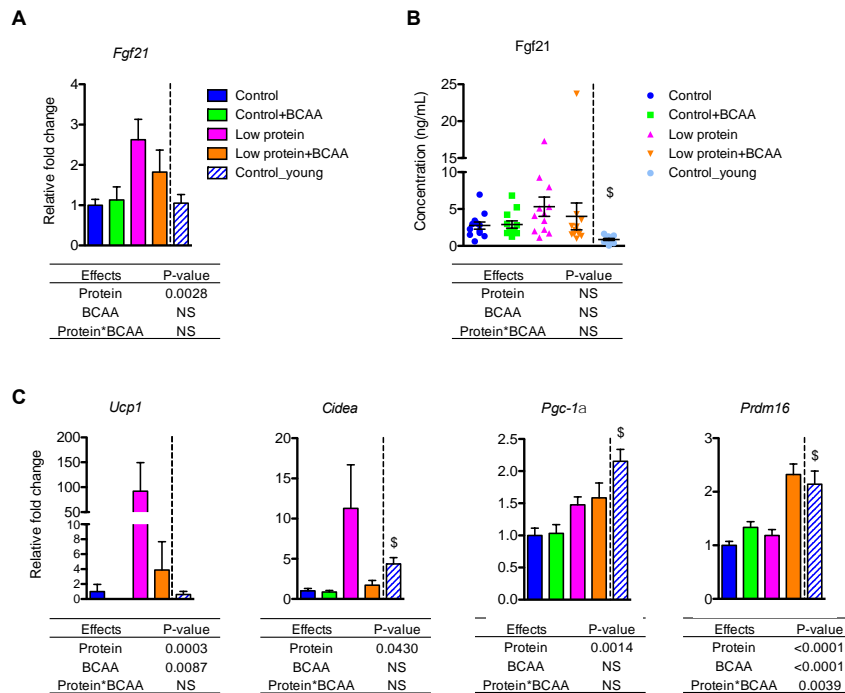 A
Fgf21
Relative fold change
4
3
2
1
0
Control
Control+BCAA
Low protein
Low protein+BCAA
Control_young
Effects P-value
Protein 0.0028
BCAA NS
Protein*BCAA NS
B
Fgf21
Concentration (ng/mL)
25
20
15
10
5
0
$
Control
Control+BCAA
Low protein
Low protein+BCAA
Control_young
Effects P-value
Protein NS
BCAA NS
Protein*BCAA NS
C
Ucp1
Relative fold change
200
150
100
50
10
8
6
4
2
0
Effects P-value
Protein 0.0003
BCAA 0.0087
Protein*BCAA NS
Cidea
20
15
10
5
0
$
Effects P-value
Protein 0.0430
BCAA NS
Protein*BCAA NS
Pgc-1a
2.5
2.0
1.5
1.0
0.5
0.0
$
Effects P-value
Protein 0.0014
BCAA NS
Protein*BCAA NS
Prdm16
3
2
1
0
$
Effects P-value
Protein <0.0001
BCAA <0.0001
Protein*BCAA 0.0039